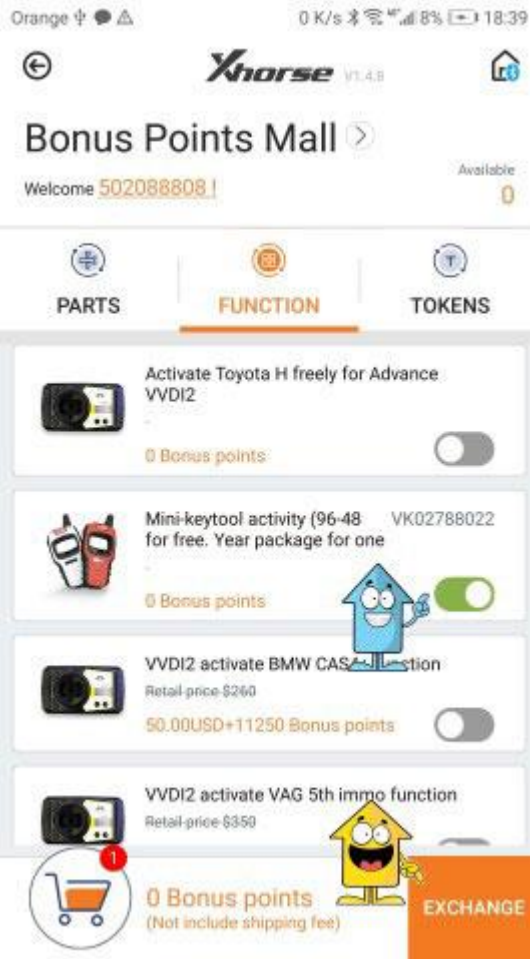 Orange 0 K/s 4G 8% 18:39
Xhorse V1.4.8
Bonus Points Mall
Welcome 502088808 !
Available
0
PARTS FUNCTION TOKENS
Activate Toyota H freely for Advance
VVDI2
-
0 Bonus points
Mini-keytool activity (96-48 VK02788022
for free. Year package for one
-
0 Bonus points
VVDI2 activate BMW
Retail price $260
50.00USD+11250 Bonus points
VVDI2 activate VAG 5th immo function
Retail price $350
1
0 Bonus points
(Not include shipping fee)
EXCHANGE